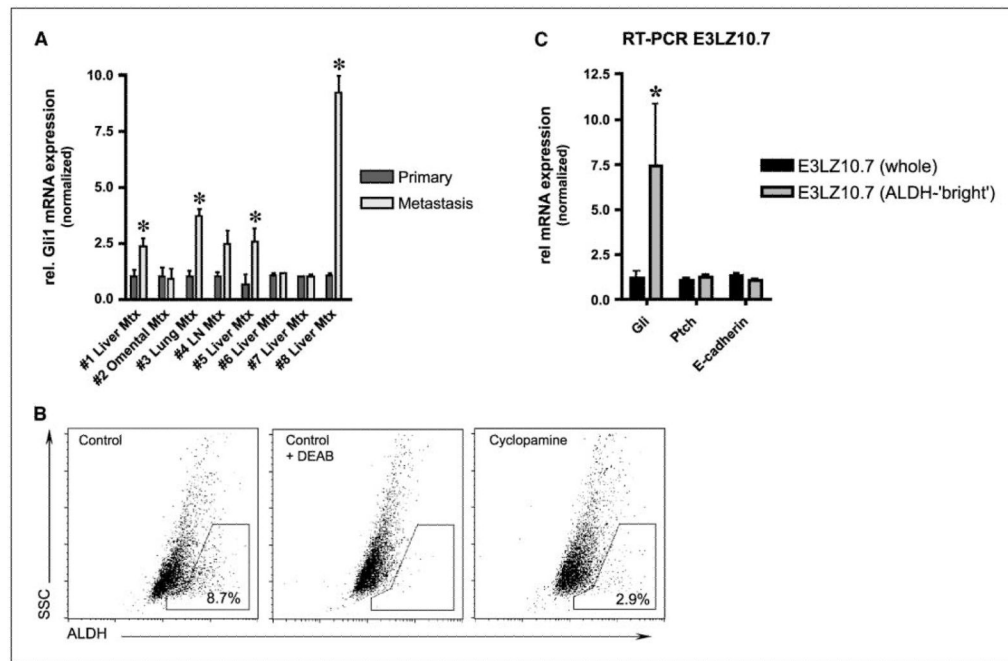 A
rel. Gli1 mRNA expression
(normalized)
10.0
7.5
5.0
2.5
0.0
*
*
*
*
Primary
Metastasis
#1 Liver Mtx
#2 Omental Mtx
#3 Lung Mtx
#4 LN Mtx
#5 Liver Mtx
#6 Liver Mtx
#7 Liver Mtx
#8 Liver Mtx
C
RT-PCR E3LZ10.7
rel mRNA expression
(normalized)
12.5
10.0
7.5
5.0
2.5
0.0
*
E3LZ10.7 (whole)
E3LZ10.7 (ALDH-'bright')
Gli
Ptch
E-cadherin
B
SSC
Control
8.7%
Control
+ DEAB
Cyclopamine
2.9%
ALDH